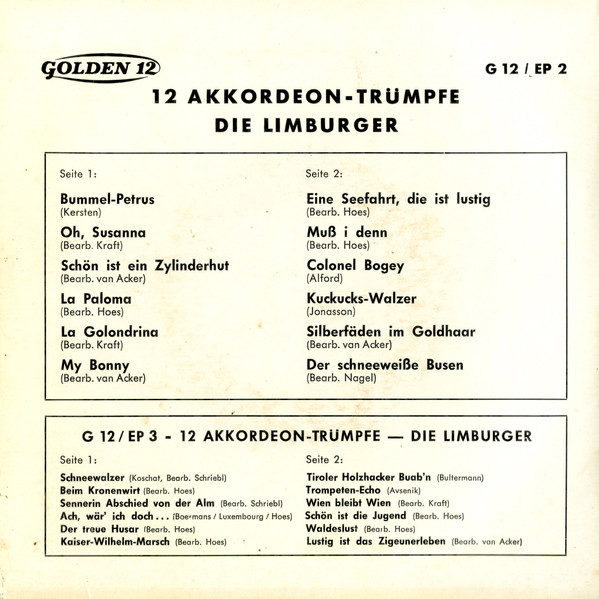 GOLDEN 12
G 12 / EP 2
12 AKKORDEON-TRÜMPFE
DIE LIMBURGER
Seite 1:
Bummel-Petrus
(Kersten)
Oh, Susanna
(Bearb. Kraft)
Schön ist ein Zylinderhut
(Bearb. van Acker)
La Paloma
(Bearb. Hoes)
La Golondrina
(Bearb. Kraft)
My Bonny
(Bearb. van Acker)
Seite 2:
Eine Seefahrt, die ist lustig
(Bearb. Hoes)
Muß i denn
(Bearb. Hoes)
Colonel Bogey
(Alford)
Kuckucks-Walzer
(Jonasson)
Silberfäden im Goldhaar
(Bearb. van Acker)
Der schneeweiße Busen
(Bearb. Nagel)
G 12 / EP 3 - 12 AKKORDEON-TRÜMPFE — DIE LIMBURGER
Seite 1:
Schneewalzer (Koschat, Bearb. Schriebl)
Beim Kronenwirt (Bearb. Hoes)
Sennerin Abschied von der Alm (Bearb. Schriebl)
Ach, wär' ich doch... (Boermans / Luxembourg / Hoes)
Der treue Husar (Bearb. Hoes)
Kaiser-Wilhelm-Marsch (Bearb. Hoes)
Seite 2:
Tiroler Holzhacker Buab'n (Bultermann)
Trompeten-Echo (Avsenik)
Wien bleibt Wien (Bearb. Kraft)
Schön ist die Jugend (Bearb. Hoes)
Waldeslust (Bearb. Hoes)
Lustig ist das Zigeunerleben (Bearb. van Acker)